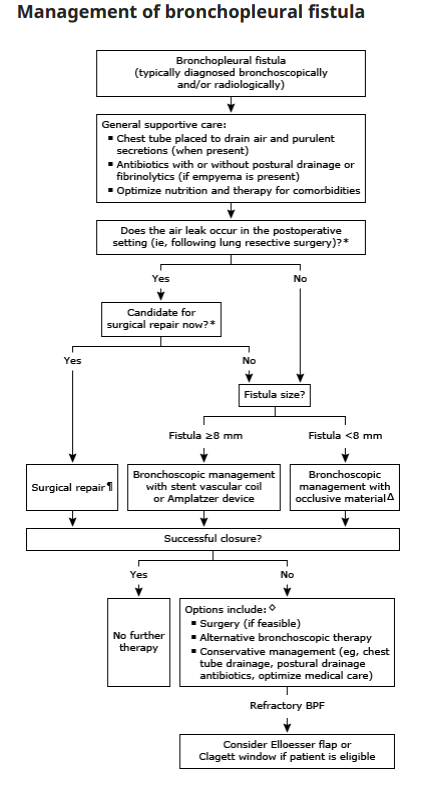 Management of bronchopleural fistula
Bronchopleural fistula
(typically diagnosed bronchoscopically
and/or radiologically)
General supportive care:
▪ Chest tube placed to drain air and purulent
secretions (when present)
▪ Antibiotics with or without postural drainage or
fibrinolytics (if empyema is present)
▪ Optimize nutrition and therapy for comorbidities
Does the air leak occur in the postoperative
setting (ie, following lung resective surgery)?*
Yes
No
Candidate for
surgical repair now?*
Yes
No
Fistula size?
Fistula ≥8 mm
Fistula <8 mm
Surgical repair¶
Bronchoscopic management
with stent vascular coil
or Amplatzer device
Bronchoscopic
management with
occlusive materialΔ
Successful closure?
Yes
No
No further
therapy
Options include:◇
▪ Surgery (if feasible)
▪ Alternative bronchoscopic therapy
▪ Conservative management (eg, chest
tube drainage, postural drainage
antibiotics, optimize medical care)
Refractory BPF
Consider Elloesser flap or
Clagett window if patient is eligible